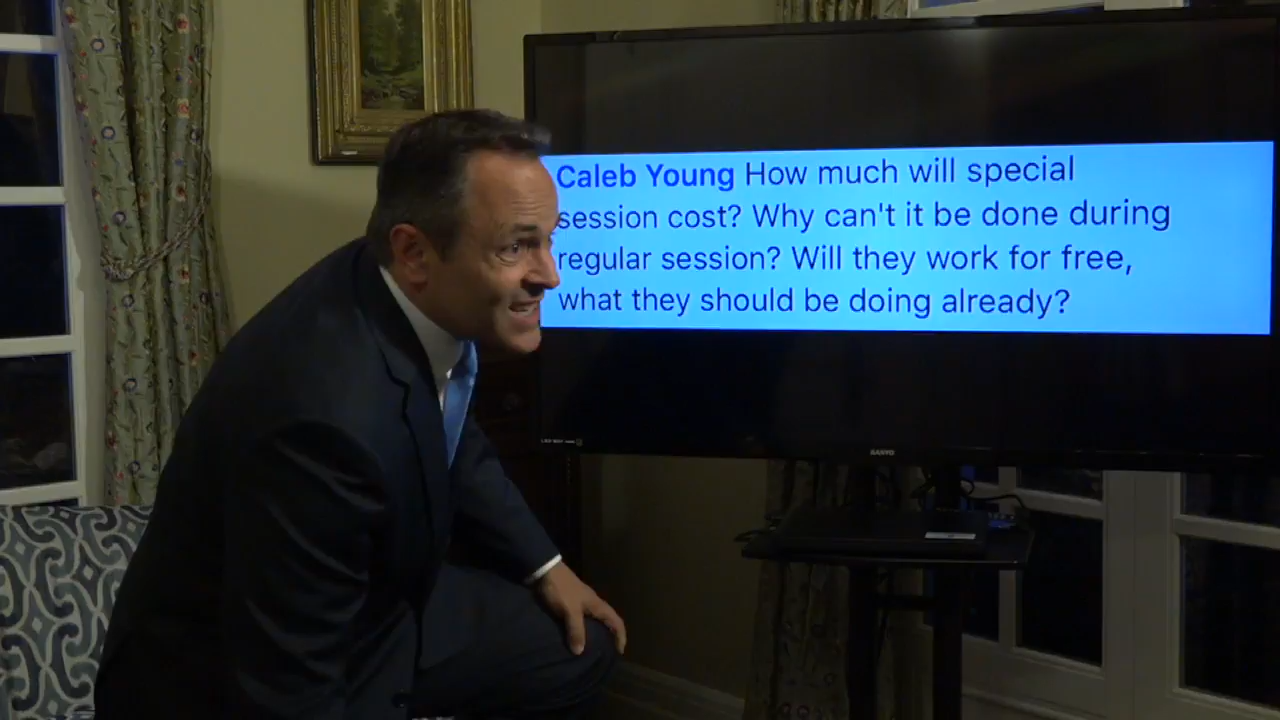 Caleb Young How much will special
session cost? Why can't it be done during
regular session? Will they work for free,
what they should be doing already?
SANYO